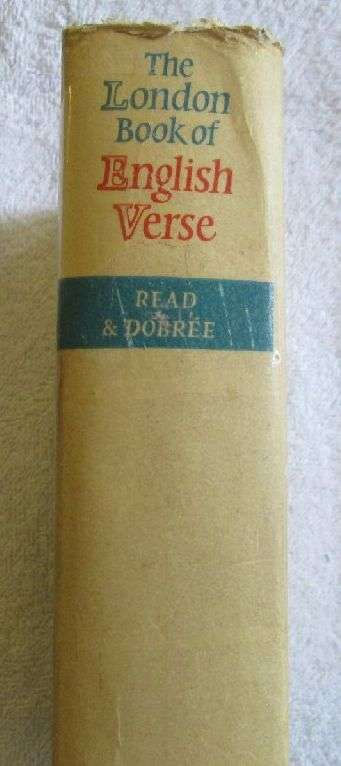 The
London
Book of
English
Verse
READ
& DOBRÉE